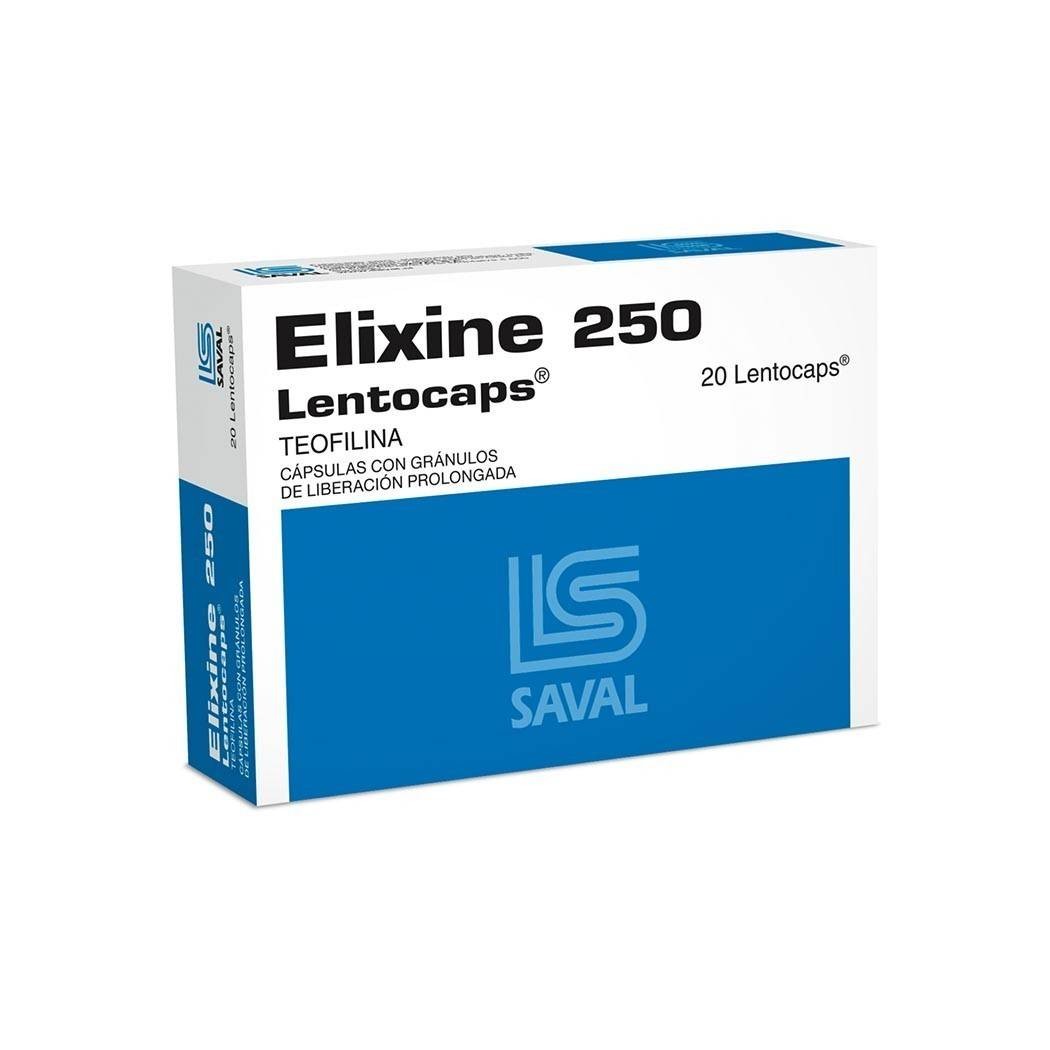 SAVAL
Elixine 250
Lentocaps®
20 Lentocaps®
TEOFILINA
CÁPSULAS CON GRÁNULOS
DE LIBERACIÓN PROLONGADA
SAVAL
SAVAL
20 Lentocaps®
Elixine 250
Lentocaps®
TEOFILINA
CÁPSULAS CON GRÁNULOS
DE LIBERACIÓN PROLONGADA